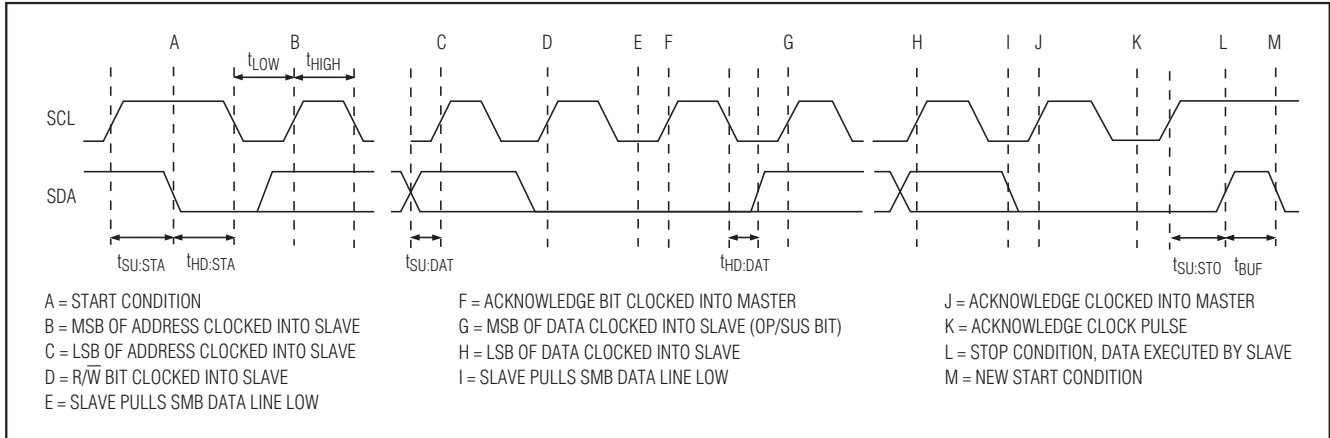 A B C D E F G H I J K L M
tLOW tHIGH
SCL
SDA
tSU:STA tHD:STA tSU:DAT tHD:DAT tSU:STO tBUF
A = START CONDITION
B = MSB OF ADDRESS CLOCKED INTO SLAVE
C = LSB OF ADDRESS CLOCKED INTO SLAVE
D = R/W̅ BIT CLOCKED INTO SLAVE
E = SLAVE PULLS SMB DATA LINE LOW
F = ACKNOWLEDGE BIT CLOCKED INTO MASTER
G = MSB OF DATA CLOCKED INTO SLAVE (OP/SUS BIT)
H = LSB OF DATA CLOCKED INTO SLAVE
I = SLAVE PULLS SMB DATA LINE LOW
J = ACKNOWLEDGE CLOCKED INTO MASTER
K = ACKNOWLEDGE CLOCK PULSE
L = STOP CONDITION, DATA EXECUTED BY SLAVE
M = NEW START CONDITION